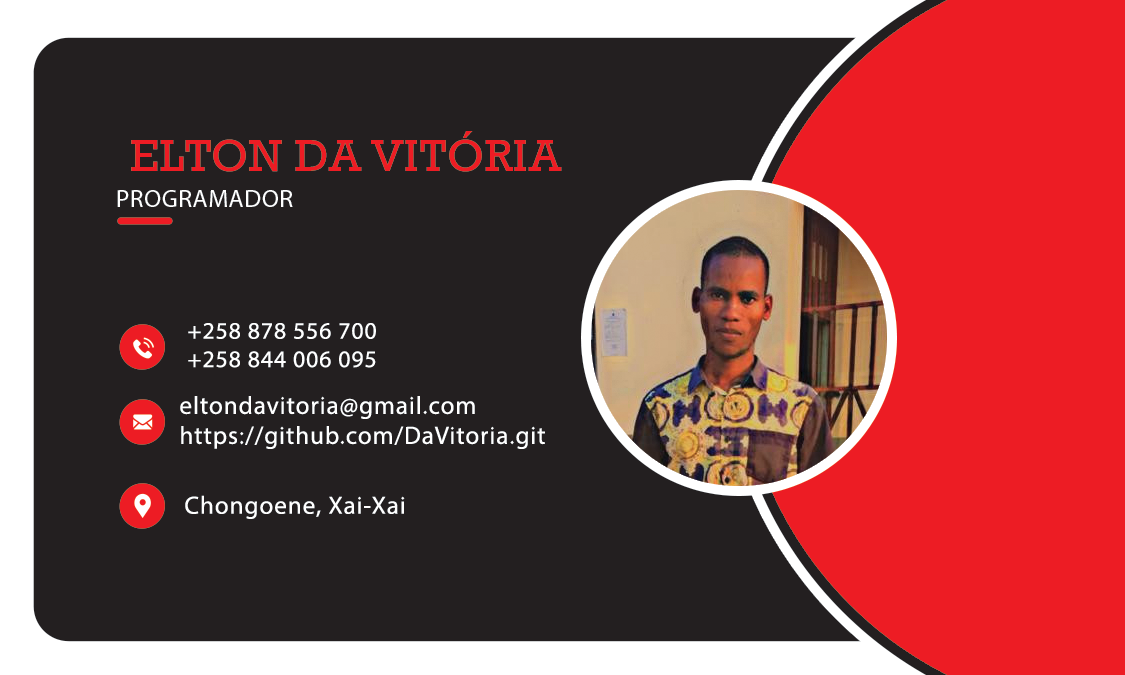 ELTON DA VITÓRIA
PROGRAMADOR
+258 878 556 700
+258 844 006 095
eltondavitoria@gmail.com
https://github.com/DaVitoria.git
Chongoene, Xai-Xai